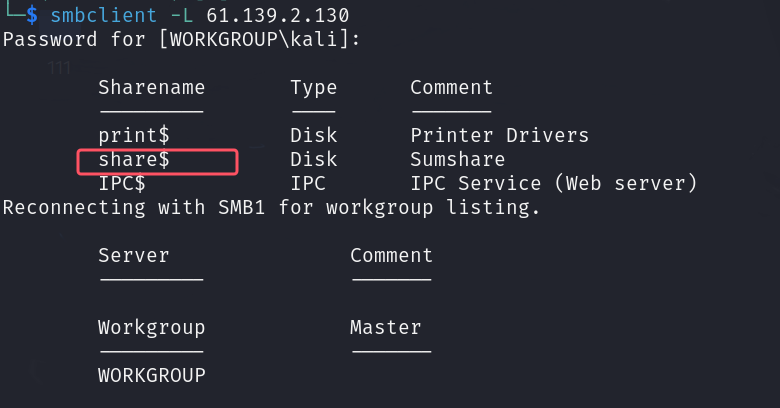 └─$ smbclient -L 61.139.2.130
Password for [WORKGROUP\kali]:
111
Sharename Type Comment
--------- ---- -------
print$ Disk Printer Drivers
share$ Disk Sumshare
IPC$ IPC IPC Service (Web server)
Reconnecting with SMB1 for workgroup listing.
Server Comment
--------- -------
Workgroup Master
--------- -------
WORKGROUP